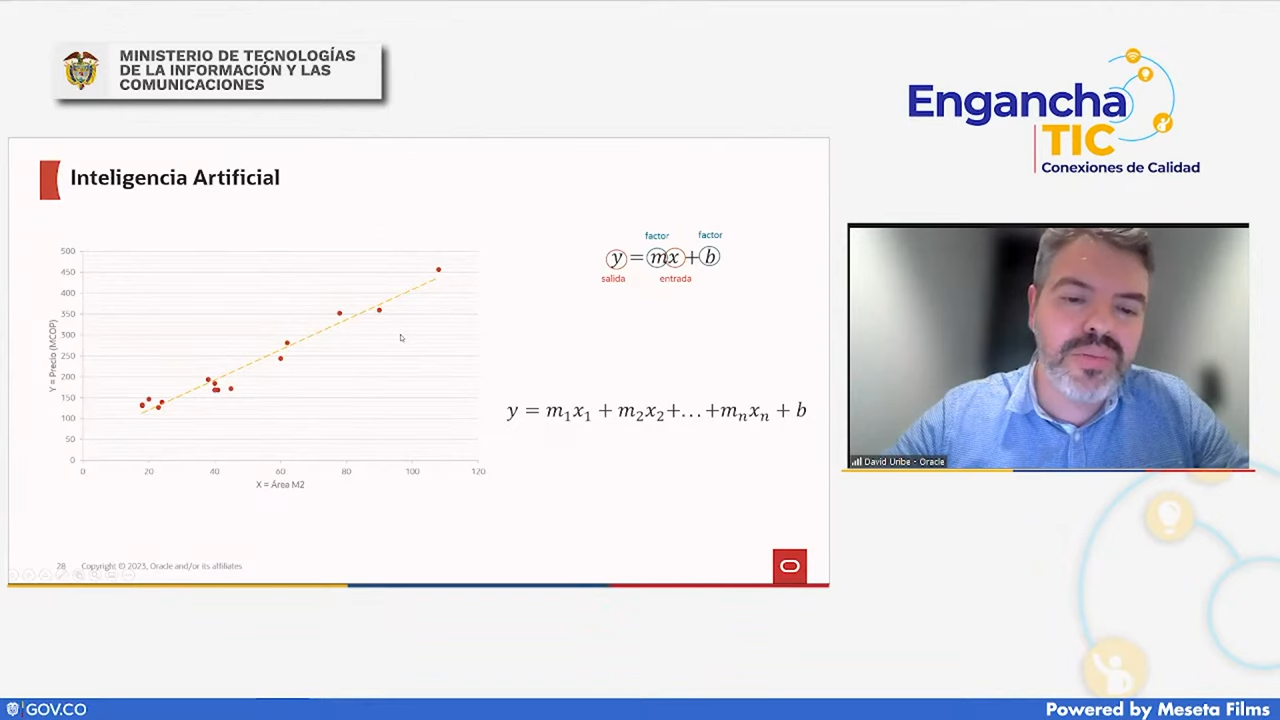 MINISTERIO DE TECNOLOGÍAS
DE LA INFORMACIÓN Y LAS
COMUNICACIONES
Engancha
TIC
Conexiones de Calidad
Inteligencia Artificial
500
450
400
350
300
250
200
150
100
50
0
Y = Precio (MCOP)
0 20 40 60 80 100 120
X = Área M2
factor factor
y = mx + b
salida entrada
y = m₁x₁ + m₂x₂+. . . +mₙxₙ + b
28 Copyright © 2023, Oracle and/or its affiliates
David Uribe - Oracle
GOV.CO
Powered by Meseta Films